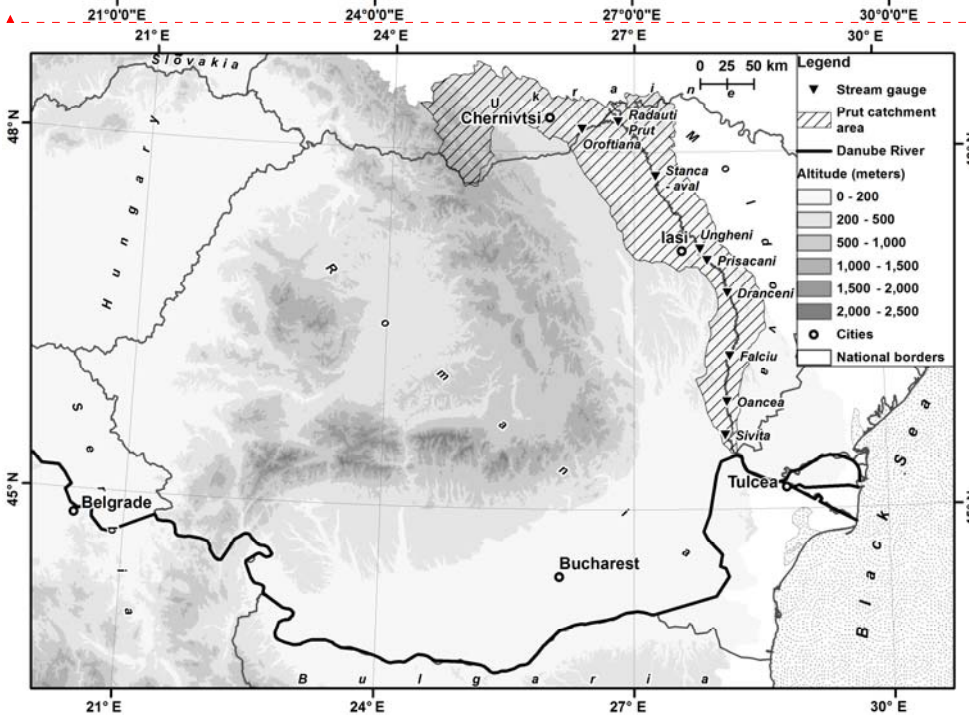 21°0'0"E 24°0'0"E 27°0'0"E 30°00'0"E
21° E 24° E 27° E 30° E
Slovakia
Hungary
Ukraine
Moldova
Romania
Serbia
Bulgaria
Black Sea
48° N
45° N
0 25 50 km
Chernivtsi
Radauti
Prut
Oroftiana
Stanca
- aval
Iasi
Ungheni
Prisacani
Dranceni
Falciu
Oancea
Sivita
Tulcea
Belgrade
Bucharest
Legend
Stream gauge
Prut catchment
area
Danube River
Altitude (meters)
0 - 200
200 - 500
500 - 1,000
1,000 - 1,500
1,500 - 2,000
2,000 - 2,500
Cities
National borders
21° E 24° E 27° E 30° E